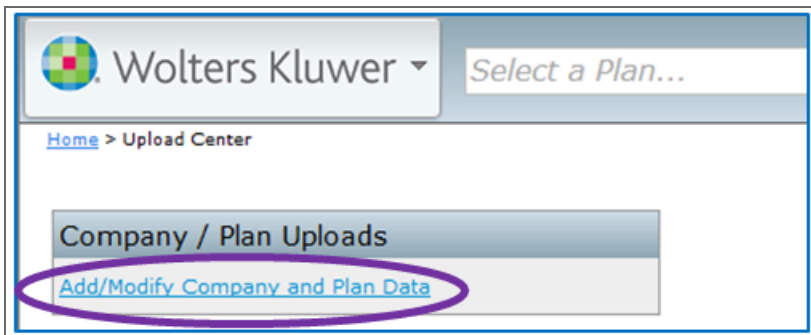 Wolters Kluwer
Select a Plan...
Home > Upload Center
Company / Plan Uploads
Add/Modify Company and Plan Data